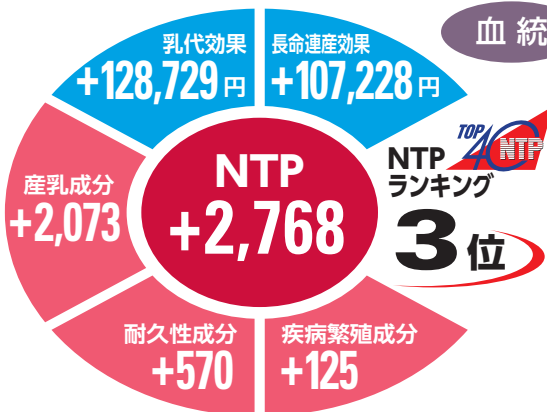 血統
乳代効果
+128,729円
長命連産効果
+107,228円
産乳成分
+2,073
NTP
+2,768
TOP
40
NTP
NTP
ランキング
3位
耐久性成分
+570
疾病繁殖成分
+125